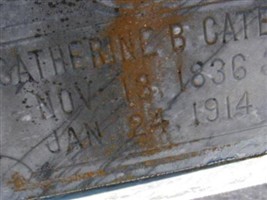 CATHERINE B. CATE
NOV. 18, 1836
JAN. 24, 1914